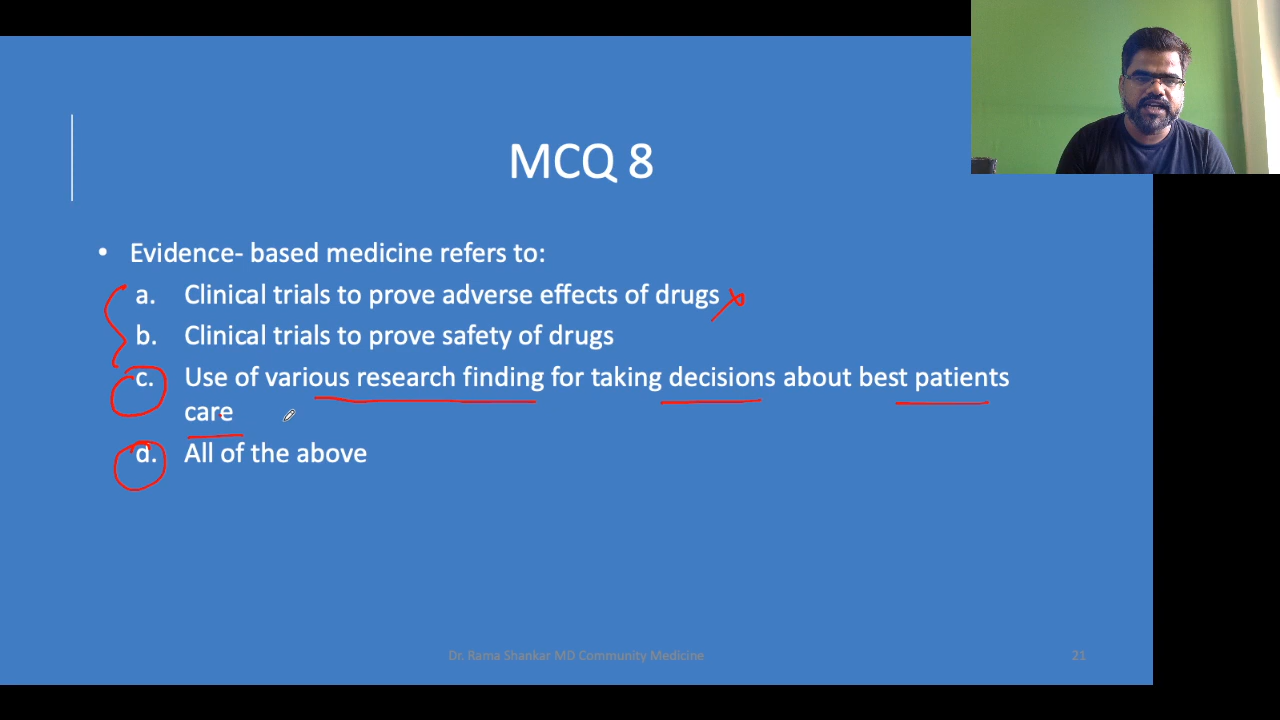 MCQ 8
• Evidence- based medicine refers to:
a. Clinical trials to prove adverse effects of drugs
b. Clinical trials to prove safety of drugs
c. Use of various research finding for taking decisions about best patients
care
d. All of the above
Dr. Rama Shankar MD Community Medicine 21